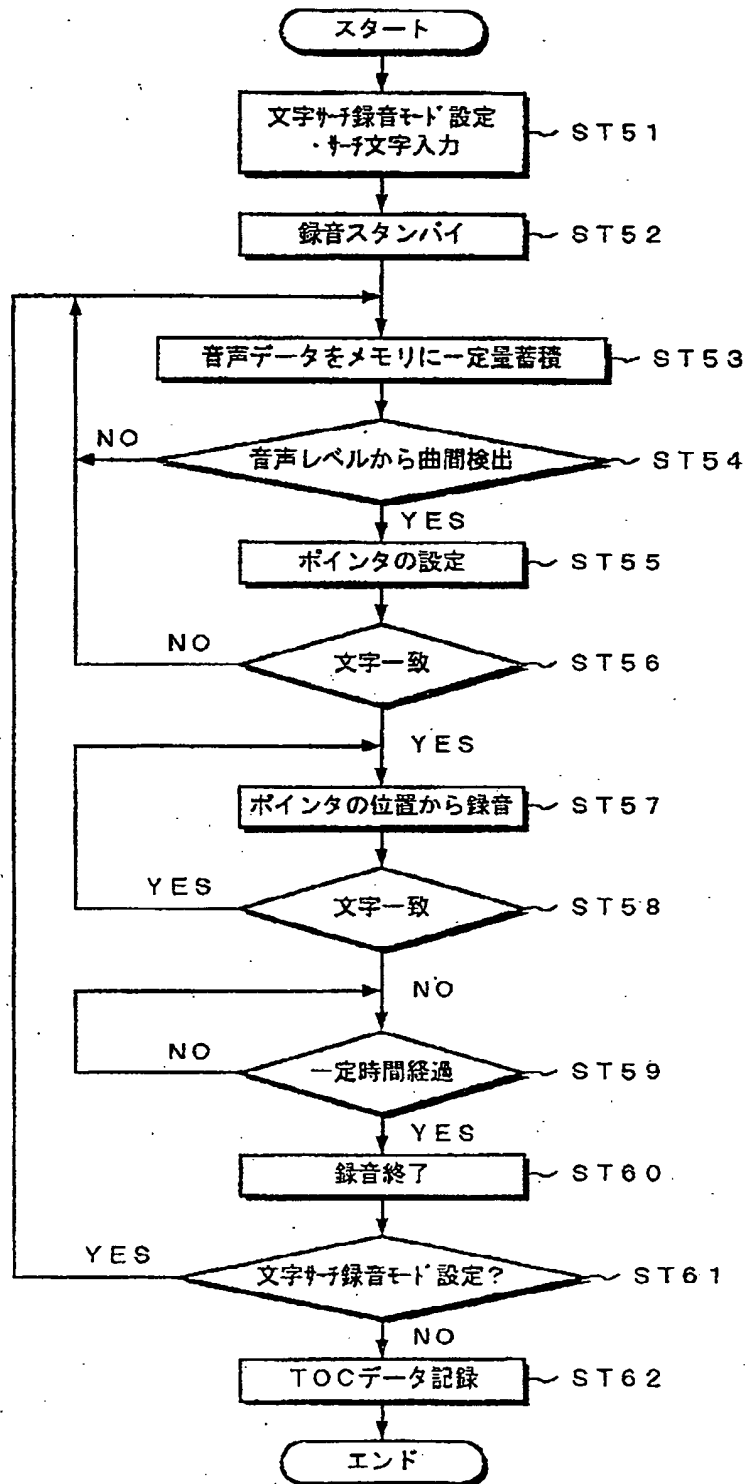 スタート
文字ｻｰﾁ録音ﾓｰﾄﾞ設定
・ｻｰﾁ文字入力
ST51
録音スタンバイ
ST52
音声データをメモリに一定量蓄積
ST53
NO
音声レベルから曲間検出
ST54
YES
ポインタの設定
ST55
NO
文字一致
ST56
YES
ポインタの位置から録音
ST57
YES
文字一致
ST58
NO
NO
一定時間経過
ST59
YES
録音終了
ST60
YES
文字ｻｰﾁ録音ﾓｰﾄﾞ設定？
ST61
NO
TOCデータ記録
ST62
エンド